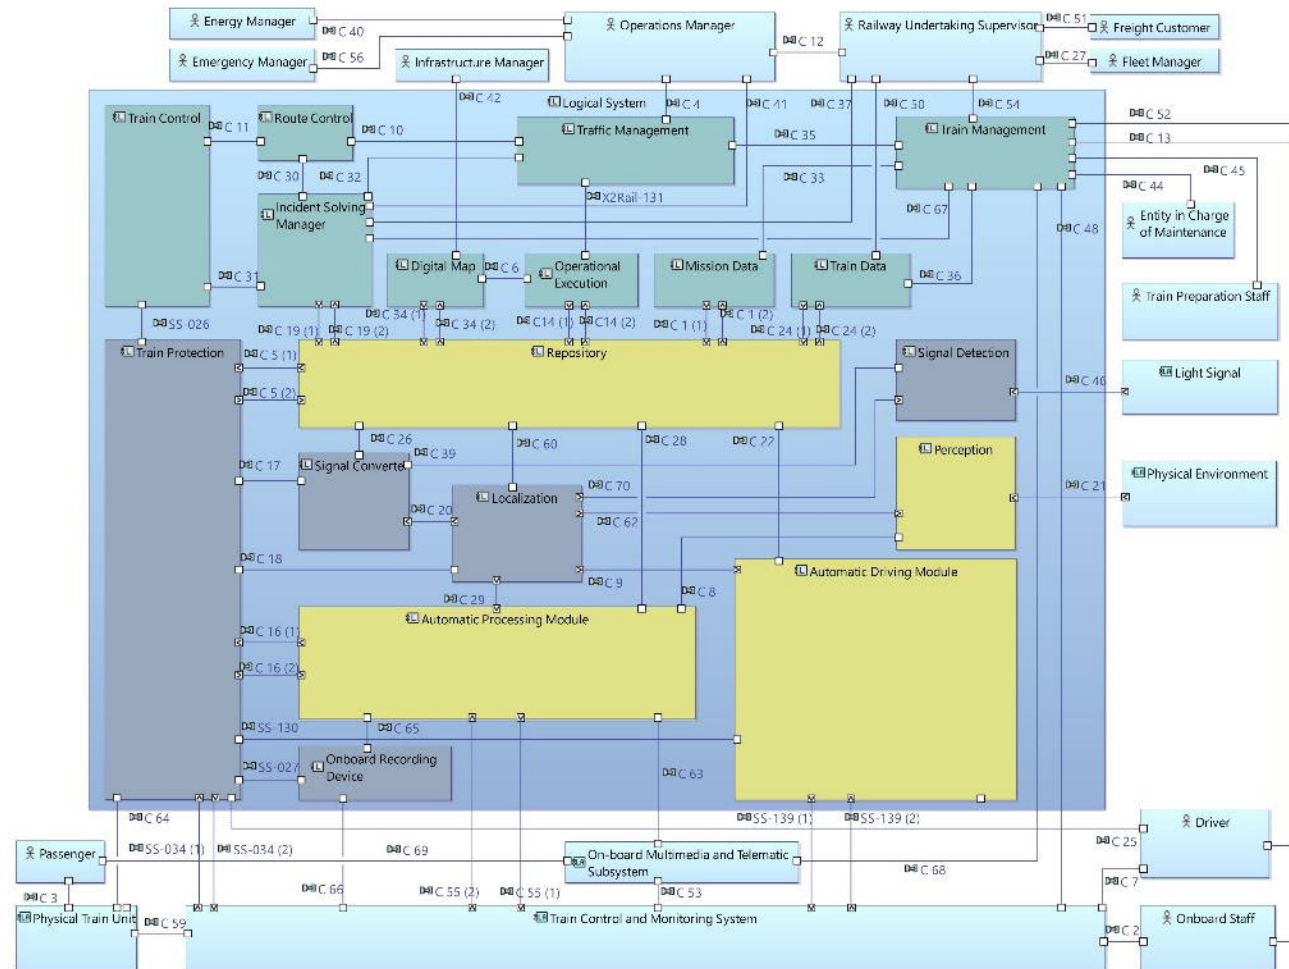 Energy Manager
Operations Manager
Railway Undertaking Supervisor
C 51
Freight Customer
C 40
C 12
Emergency Manager
C 56
Infrastructure Manager
C 27
Fleet Manager
C 42
Logical System
C 4
C 41
C 37
C 50
C 54
C 52
Train Control
C 11
Route Control
C 10
Traffic Management
C 35
Train Management
C 13
C 30
C 32
C 33
C 45
C 44
X2Rail-131
C 67
Incident Solving
Manager
Entity in Charge
of Maintenance
C 48
C 31
Digital Map
C 6
Operational
Execution
Mission Data
Train Data
C 36
Train Preparation Staff
SS-026
C 19 (1)
C 19 (2)
C 34 (1)
C 34 (2)
C14 (1)
C14 (2)
C 1 (1)
C 1 (2)
C 24 (1)
C 24 (2)
Train Protection
C 5 (1)
Repository
Signal Detection
Light Signal
C 46
C 5 (2)
C 26
C 39
C 60
C 28
C 22
Perception
C 17
Signal Converter
C 70
Localization
Physical Environment
C 21
C 20
C 62
C 18
C 9
Automatic Driving Module
C 29
C 8
Automatic Processing Module
C 16 (1)
C 16 (2)
SS-130
C 65
Onboard Recording
Device
SS-027
C 63
C 64
SS-139 (1)
SS-139 (2)
Driver
Passenger
SS-034 (1)
SS-034 (2)
C 69
On-board Multimedia and Telematic
Subsystem
C 68
C 25
C 3
C 66
C 55 (2)
C 55 (1)
C 53
C 7
Physical Train Unit
C 59
Train Control and Monitoring System
C 2
Onboard Staff